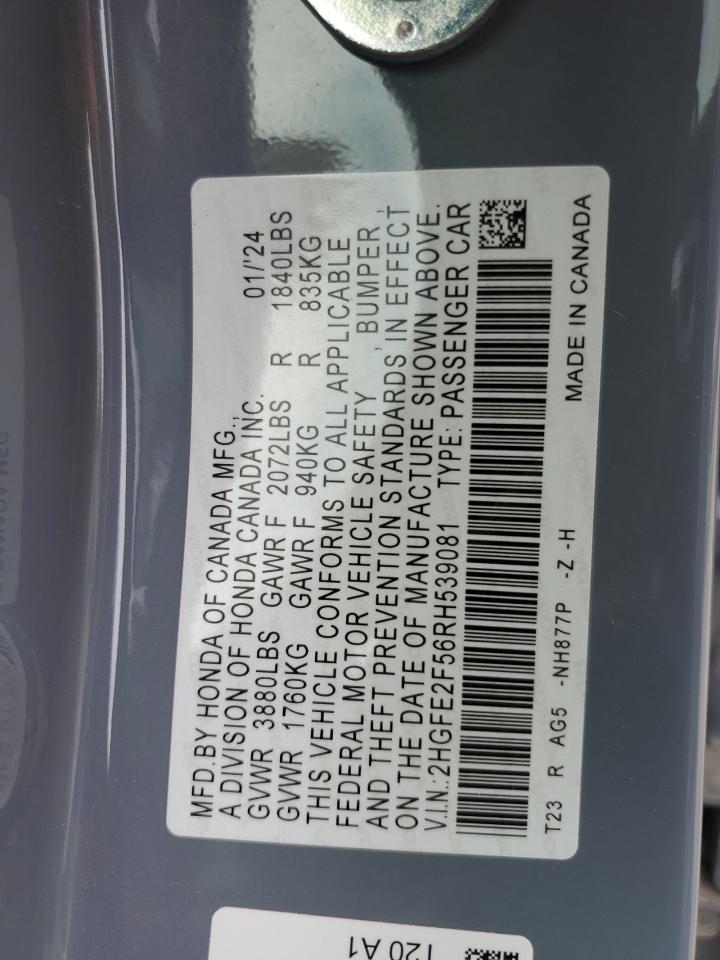 MFD.BY HONDA OF CANADA MFG.,
A DIVISION OF HONDA CANADA INC. 01/'24
GVWR 3880LBS GAWR F 2072LBS R 1840LBS
GVWR 1760KG GAWR F 940KG R 835KG
THIS VEHICLE CONFORMS TO ALL APPLICABLE
FEDERAL MOTOR VEHICLE SAFETY , BUMPER ,
AND THEFT PREVENTION STANDARDS IN EFFECT
ON THE DATE OF MANUFACTURE SHOWN ABOVE.
V.I.N.:2HGFE2F56RH539081 TYPE: PASSENGER CAR
T23 R AG5 -NH877P -Z -H MADE IN CANADA
120 A1